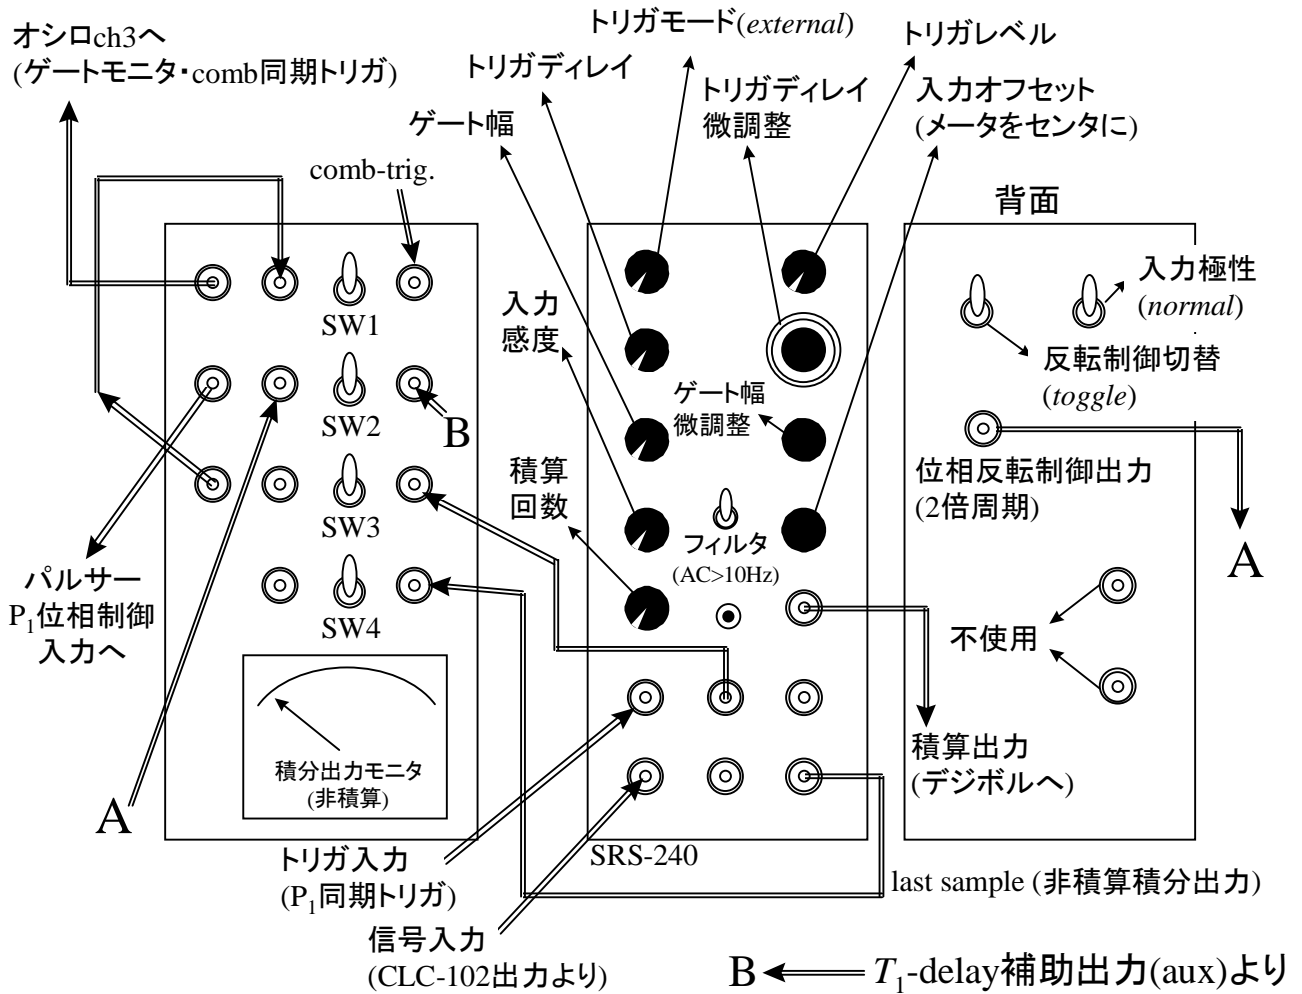 オシロch3へ
(ゲートモニタ・comb同期トリガ)
トリガモード(external)
トリガレベル
トリガディレイ
トリガディレイ
微調整
入力オフセット
(メータをセンタに)
ゲート幅
comb-trig.
背面
SW1
SW2
B
SW3
SW4
入力
感度
ゲート幅
微調整
積算
回数
フィルタ
(AC>10Hz)
入力極性
(normal)
反転制御切替
(toggle)
位相反転制御出力
(2倍周期)
A
不使用
パルサー
P1位相制御
入力へ
積分出力モニタ
(非積算)
A
積算出力
(デジボルへ)
SRS-240
トリガ入力
(P1同期トリガ)
last sample (非積算積分出力)
信号入力
(CLC-102出力より)
B
T1-delay補助出力(aux)より